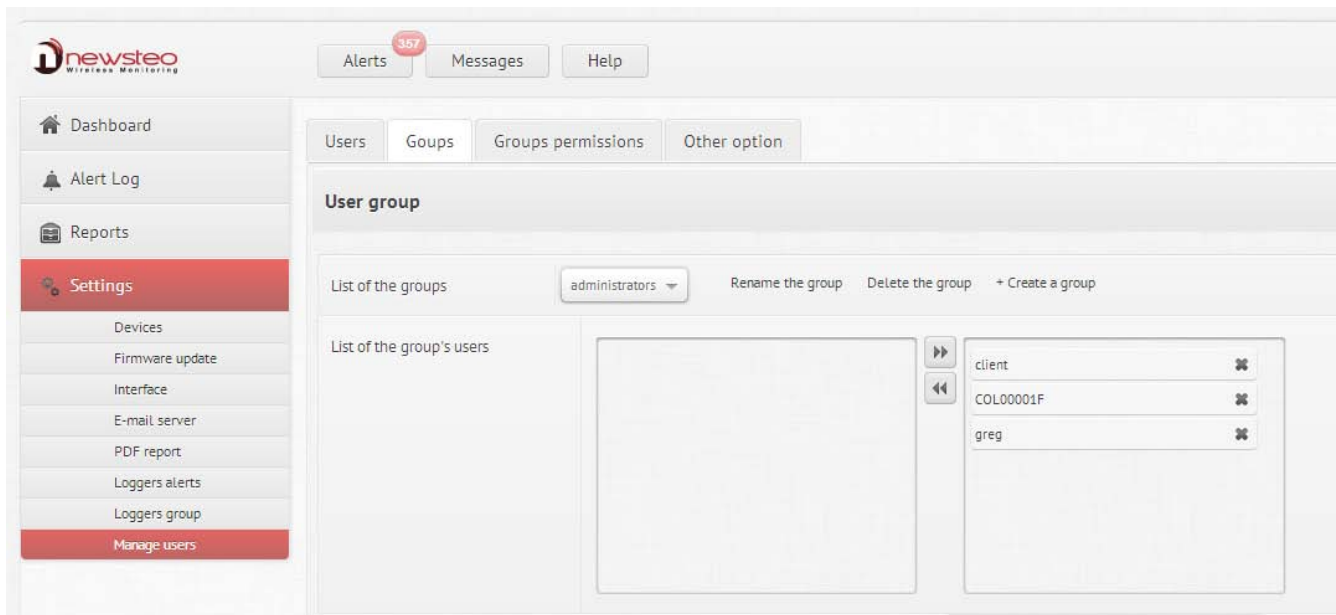 newsteo
Wireless Monitoring
Alerts
357
Messages
Help
Dashboard
Alert Log
Reports
Settings
Devices
Firmware update
Interface
E-mail server
PDF report
Loggers alerts
Loggers group
Manage users
Users
Goups
Groups permissions
Other option
User group
List of the groups
administrators
Rename the group
Delete the group
+ Create a group
List of the group's users
client
COL00001F
greg